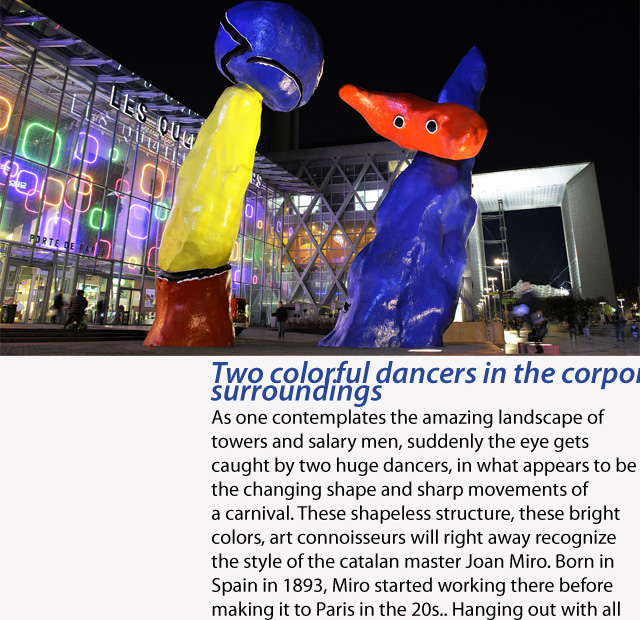 LES QU
PORTE DE PAR
Two colorful dancers in the corpor
surroundings
As one contemplates the amazing landscape of
towers and salary men, suddenly the eye gets
caught by two huge dancers, in what appears to be
the changing shape and sharp movements of
a carnival. These shapeless structure, these bright
colors, art connoisseurs will right away recognize
the style of the catalan master Joan Miro. Born in
Spain in 1893, Miro started working there before
making it to Paris in the 20s.. Hanging out with all